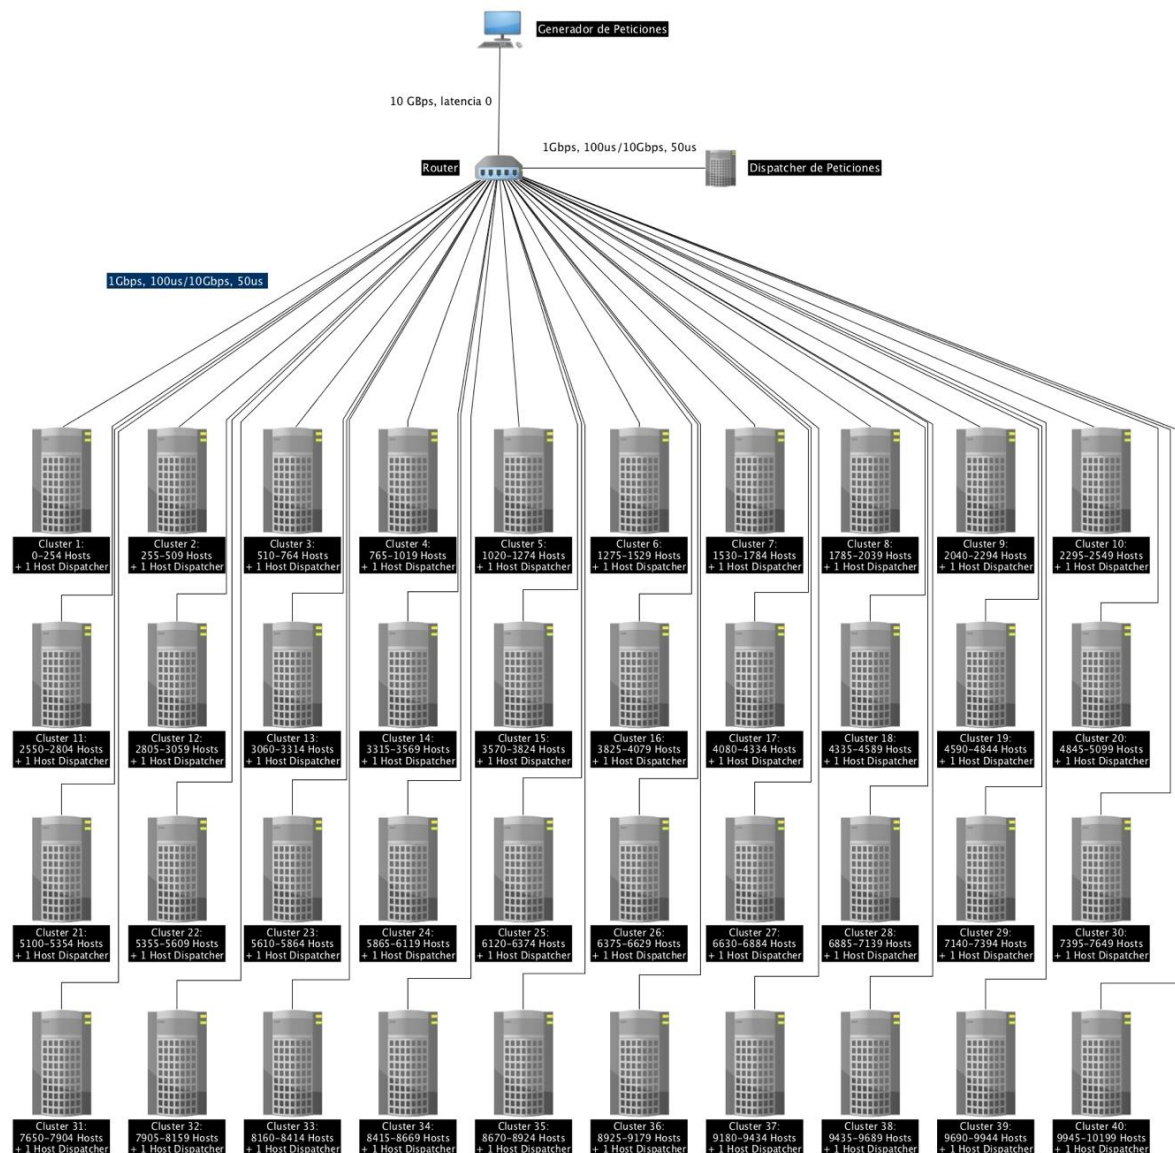 Generador de Peticiones
10 GBps, latencia 0
1Gbps, 100us/10Gbps, 50us
Router
Dispatcher de Peticiones
1Gbps, 100us/10Gbps, 50us
Cluster 1:
0-254 Hosts
+ 1 Host Dispatcher
Cluster 2:
255-509 Hosts
+ 1 Host Dispatcher
Cluster 3:
510-764 Hosts
+ 1 Host Dispatcher
Cluster 4:
765-1019 Hosts
+ 1 Host Dispatcher
Cluster 5:
1020-1274 Hosts
+ 1 Host Dispatcher
Cluster 6:
1275-1529 Hosts
+ 1 Host Dispatcher
Cluster 7:
1530-1784 Hosts
+ 1 Host Dispatcher
Cluster 8:
1785-2039 Hosts
+ 1 Host Dispatcher
Cluster 9:
2040-2294 Hosts
+ 1 Host Dispatcher
Cluster 10:
2295-2549 Hosts
+ 1 Host Dispatcher
Cluster 11:
2550-2804 Hosts
+ 1 Host Dispatcher
Cluster 12:
2805-3059 Hosts
+ 1 Host Dispatcher
Cluster 13:
3060-3314 Hosts
+ 1 Host Dispatcher
Cluster 14:
3315-3569 Hosts
+ 1 Host Dispatcher
Cluster 15:
3570-3824 Hosts
+ 1 Host Dispatcher
Cluster 16:
3825-4079 Hosts
+ 1 Host Dispatcher
Cluster 17:
4080-4334 Hosts
+ 1 Host Dispatcher
Cluster 18:
4335-4589 Hosts
+ 1 Host Dispatcher
Cluster 19:
4590-4844 Hosts
+ 1 Host Dispatcher
Cluster 20:
4845-5099 Hosts
+ 1 Host Dispatcher
Cluster 21:
5100-5354 Hosts
+ 1 Host Dispatcher
Cluster 22:
5355-5609 Hosts
+ 1 Host Dispatcher
Cluster 23:
5610-5864 Hosts
+ 1 Host Dispatcher
Cluster 24:
5865-6119 Hosts
+ 1 Host Dispatcher
Cluster 25:
6120-6374 Hosts
+ 1 Host Dispatcher
Cluster 26:
6375-6629 Hosts
+ 1 Host Dispatcher
Cluster 27:
6630-6884 Hosts
+ 1 Host Dispatcher
Cluster 28:
6885-7139 Hosts
+ 1 Host Dispatcher
Cluster 29:
7140-7394 Hosts
+ 1 Host Dispatcher
Cluster 30:
7395-7649 Hosts
+ 1 Host Dispatcher
Cluster 31:
7650-7904 Hosts
+ 1 Host Dispatcher
Cluster 32:
7905-8159 Hosts
+ 1 Host Dispatcher
Cluster 33:
8160-8414 Hosts
+ 1 Host Dispatcher
Cluster 34:
8415-8669 Hosts
+ 1 Host Dispatcher
Cluster 35:
8670-8924 Hosts
+ 1 Host Dispatcher
Cluster 36:
8925-9179 Hosts
+ 1 Host Dispatcher
Cluster 37:
9180-9434 Hosts
+ 1 Host Dispatcher
Cluster 38:
9435-9689 Hosts
+ 1 Host Dispatcher
Cluster 39:
9690-9944 Hosts
+ 1 Host Dispatcher
Cluster 40:
9945-10199 Hosts
+ 1 Host Dispatcher